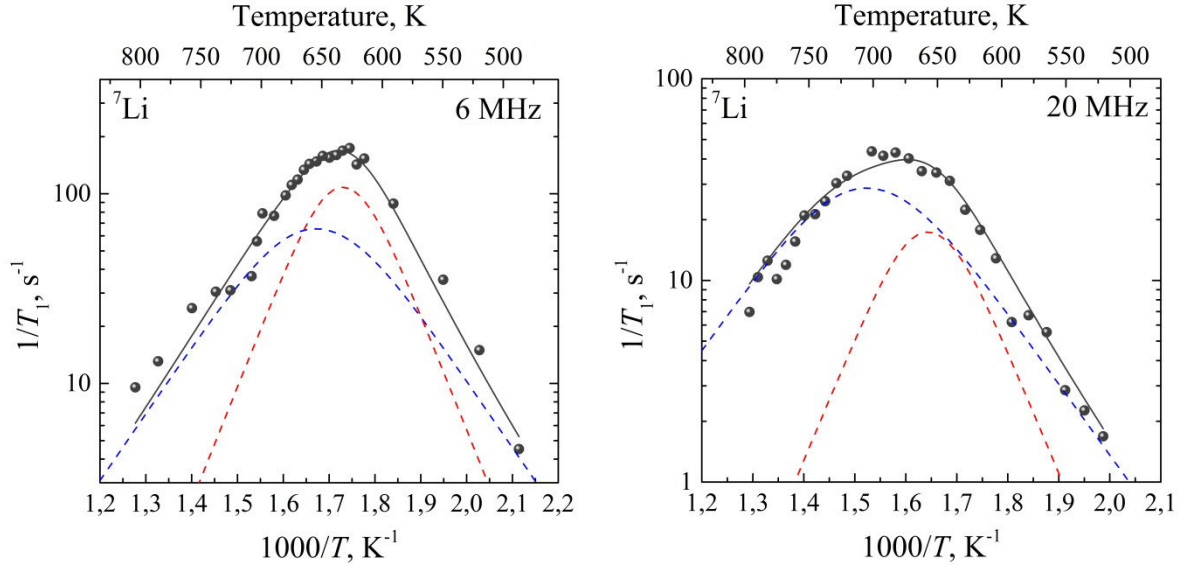 Temperature, K
800 750 700 650 600 550 500
⁷Li 6 MHz
100
10
1/T₁, s⁻¹
1,2 1,3 1,4 1,5 1,6 1,7 1,8 1,9 2,0 2,1 2,2
1000/T, K⁻¹
Temperature, K
800 750 700 650 600 550 500
100
⁷Li 20 MHz
10
1
1/T₁, s⁻¹
1,2 1,3 1,4 1,5 1,6 1,7 1,8 1,9 2,0 2,1
1000/T, K⁻¹